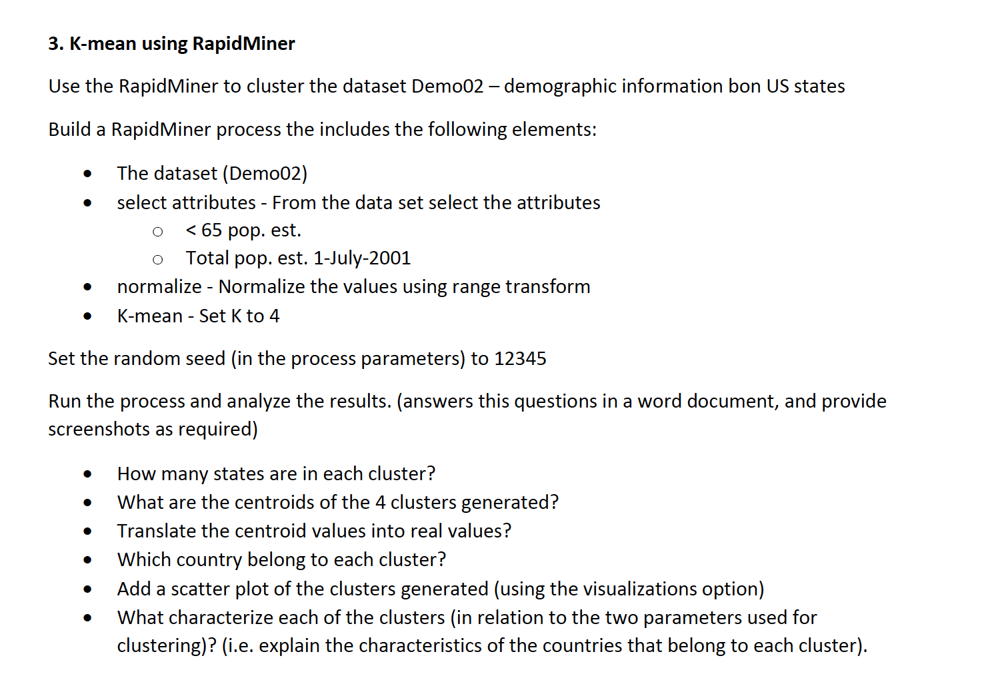 3. K-mean using RapidMiner
Use the RapidMiner to cluster the dataset Demo02 – demographic information bon US states
Build a RapidMiner process the includes the following elements:
• The dataset (Demo02)
• select attributes - From the data set select the attributes
○ < 65 pop. est.
○ Total pop. est. 1-July-2001
• normalize - Normalize the values using range transform
• K-mean - Set K to 4
Set the random seed (in the process parameters) to 12345
Run the process and analyze the results. (answers this questions in a word document, and provide
screenshots as required)
• How many states are in each cluster?
• What are the centroids of the 4 clusters generated?
• Translate the centroid values into real values?
• Which country belong to each cluster?
• Add a scatter plot of the clusters generated (using the visualizations option)
• What characterize each of the clusters (in relation to the two parameters used for
clustering)? (i.e. explain the characteristics of the countries that belong to each cluster).